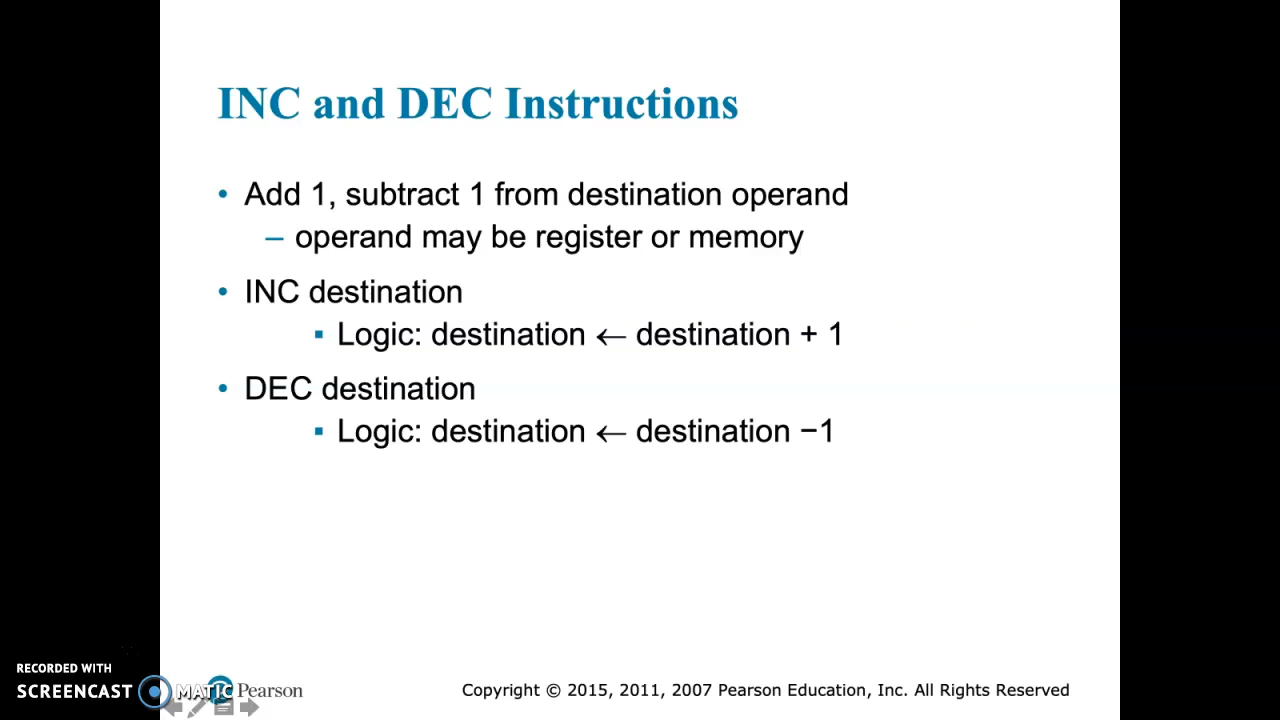 INC and DEC Instructions
• Add 1, subtract 1 from destination operand
– operand may be register or memory
• INC destination
▪ Logic: destination ← destination + 1
• DEC destination
▪ Logic: destination ← destination −1
RECORDED WITH
SCREENCAST MATIC
Pearson
Copyright © 2015, 2011, 2007 Pearson Education, Inc. All Rights Reserved